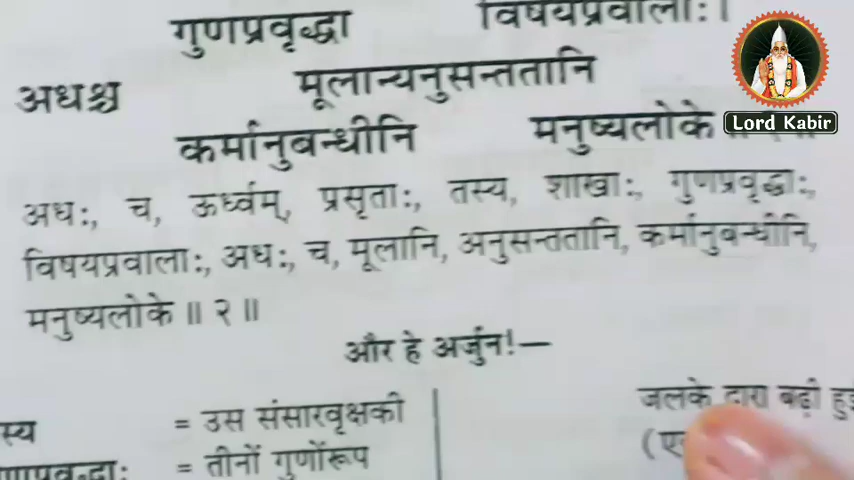 गुणप्रवृद्धा विषयप्रवालाः।
अधश्च मूलान्यनुसन्ततानि
कर्मानुबन्धीनि मनुष्यलोके
Lord Kabir
अधः, च, ऊर्ध्वम्, प्रसृताः, तस्य, शाखाः, गुणप्रवृद्धाः,
विषयप्रवालाः, अधः, च, मूलानि, अनुसन्ततानि, कर्मानुबन्धीनि,
मनुष्यलोके ॥ २ ॥
और हे अर्जुन!—
स्य = उस संसारवृक्षकी
= तीनों गुणोंरूप
जलके द्वारा बढ़ी